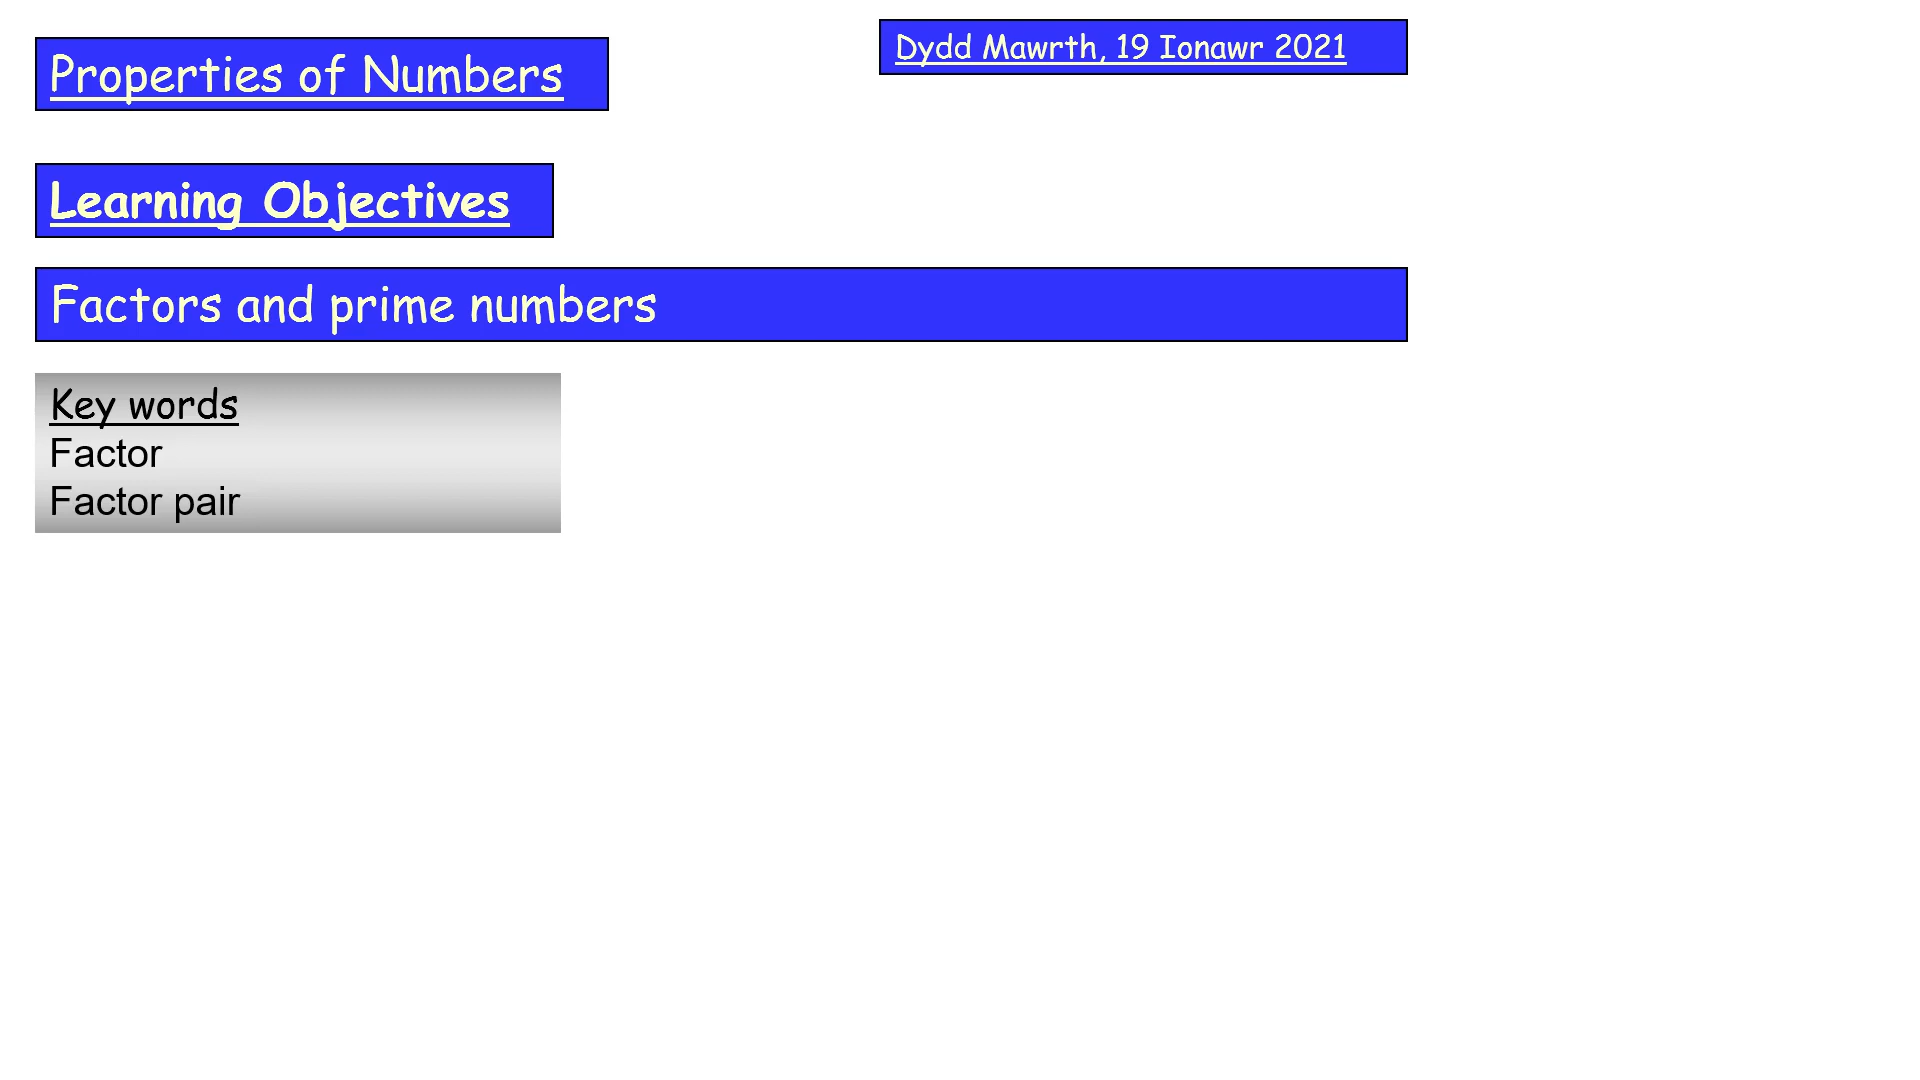 Properties of Numbers
Dydd Mawrth, 19 Ionawr 2021
Learning Objectives
Factors and prime numbers
Key words
Factor
Factor pair